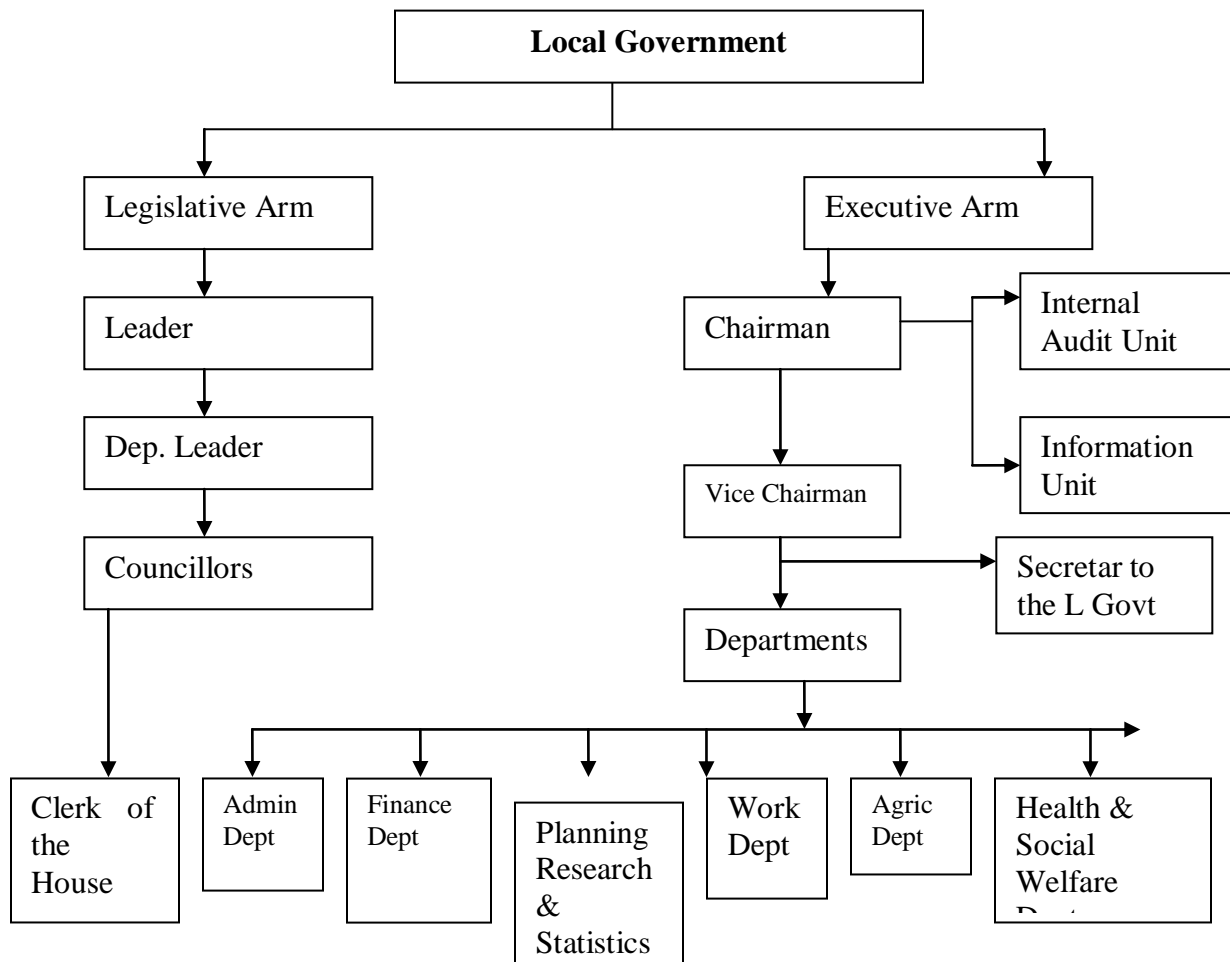 Local Government
Legislative Arm
Executive Arm
Leader
Chairman
Internal
Audit Unit
Dep. Leader
Information
Unit
Vice Chairman
Councillors
Secretar to
the L Govt
Departments
Clerk of
the
House
Admin
Dept
Finance
Dept
Planning
Research
&
Statistics
Work
Dept
Agric
Dept
Health &
Social
Welfare